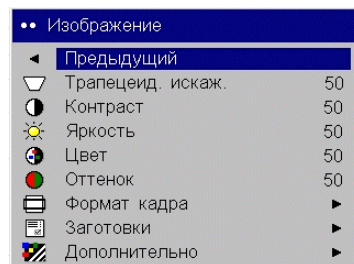 Изображение
Предыдущий
Трапецеид. искаж. 50
Контраст 50
Яркость 50
Цвет 50
Оттенок 50
Формат кадра
Заготовки
Дополнительно